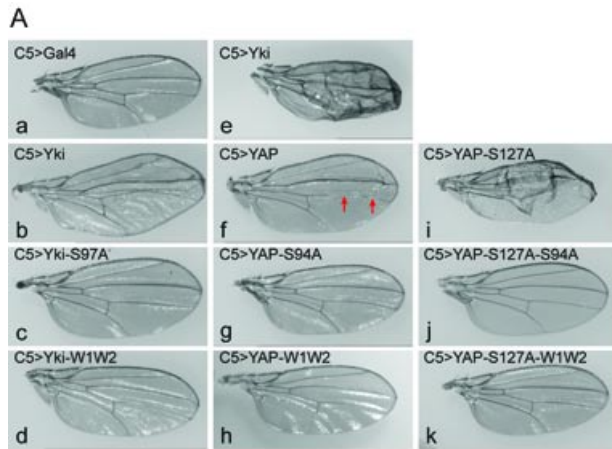 A
C5>Gal4
a
C5>Yki
e
C5>Yki
b
C5>YAP
f
C5>YAP-S127A
i
C5>Yki-S97A
c
C5>YAP-S94A
g
C5>YAP-S127A-S94A
j
C5>Yki-W1W2
d
C5>YAP-W1W2
h
C5>YAP-S127A-W1W2
k